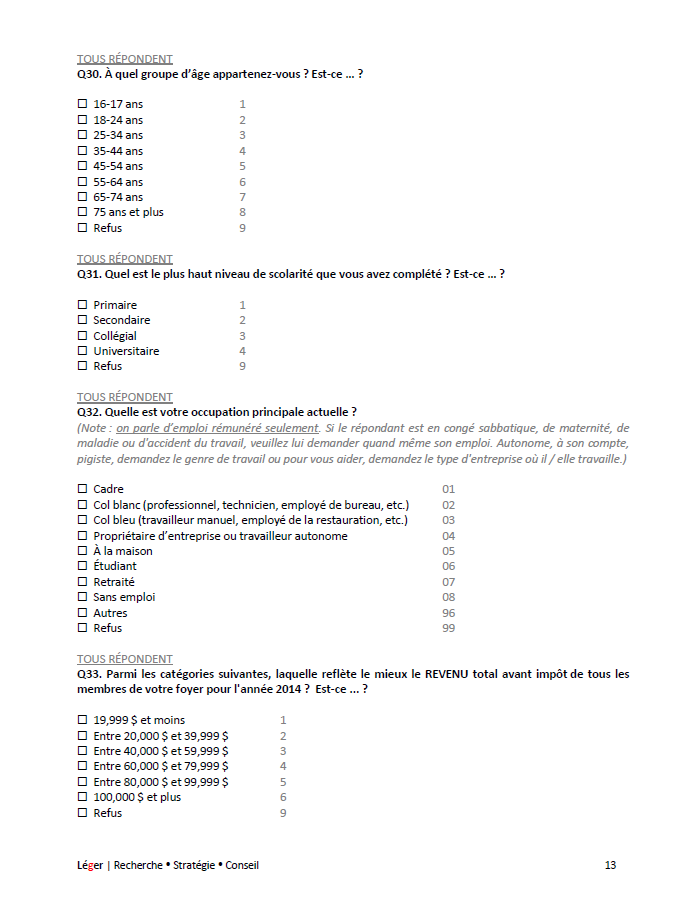 TOUS RÉPONDENT
Q30. À quel groupe d'âge appartenez-vous ? Est-ce ... ?
☐ 16-17 ans 1
☐ 18-24 ans 2
☐ 25-34 ans 3
☐ 35-44 ans 4
☐ 45-54 ans 5
☐ 55-64 ans 6
☐ 65-74 ans 7
☐ 75 ans et plus 8
☐ Refus 9
TOUS RÉPONDENT
Q31. Quel est le plus haut niveau de scolarité que vous avez complété ? Est-ce ... ?
☐ Primaire 1
☐ Secondaire 2
☐ Collégial 3
☐ Universitaire 4
☐ Refus 9
TOUS RÉPONDENT
Q32. Quelle est votre occupation principale actuelle ?
(Note : on parle d'emploi rémunéré seulement. Si le répondant est en congé sabbatique, de maternité, de
maladie ou d'accident du travail, veuillez lui demander quand même son emploi. Autonome, à son compte,
pigiste, demandez le genre de travail ou pour vous aider, demandez le type d'entreprise où il / elle travaille.)
☐ Cadre 01
☐ Col blanc (professionnel, technicien, employé de bureau, etc.) 02
☐ Col bleu (travailleur manuel, employé de la restauration, etc.) 03
☐ Propriétaire d'entreprise ou travailleur autonome 04
☐ À la maison 05
☐ Étudiant 06
☐ Retraité 07
☐ Sans emploi 08
☐ Autres 96
☐ Refus 99
TOUS RÉPONDENT
Q33. Parmi les catégories suivantes, laquelle reflète le mieux le REVENU total avant impôt de tous les
membres de votre foyer pour l'année 2014 ? Est-ce ... ?
☐ 19,999 $ et moins 1
☐ Entre 20,000 $ et 39,999 $ 2
☐ Entre 40,000 $ et 59,999 $ 3
☐ Entre 60,000 $ et 79,999 $ 4
☐ Entre 80,000 $ et 99,999 $ 5
☐ 100,000 $ et plus 6
☐ Refus 9
Léger | Recherche • Stratégie • Conseil 13